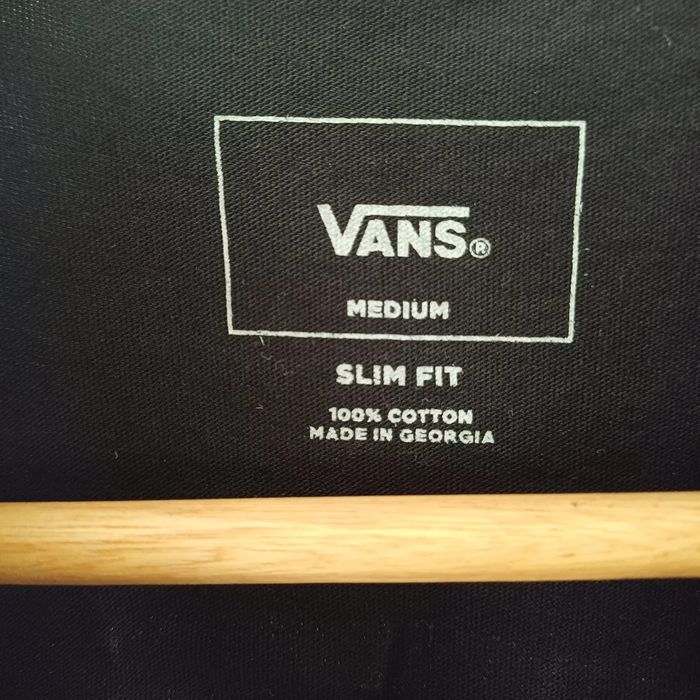 VANS®
MEDIUM
SLIM FIT
100% COTTON
MADE IN GEORGIA